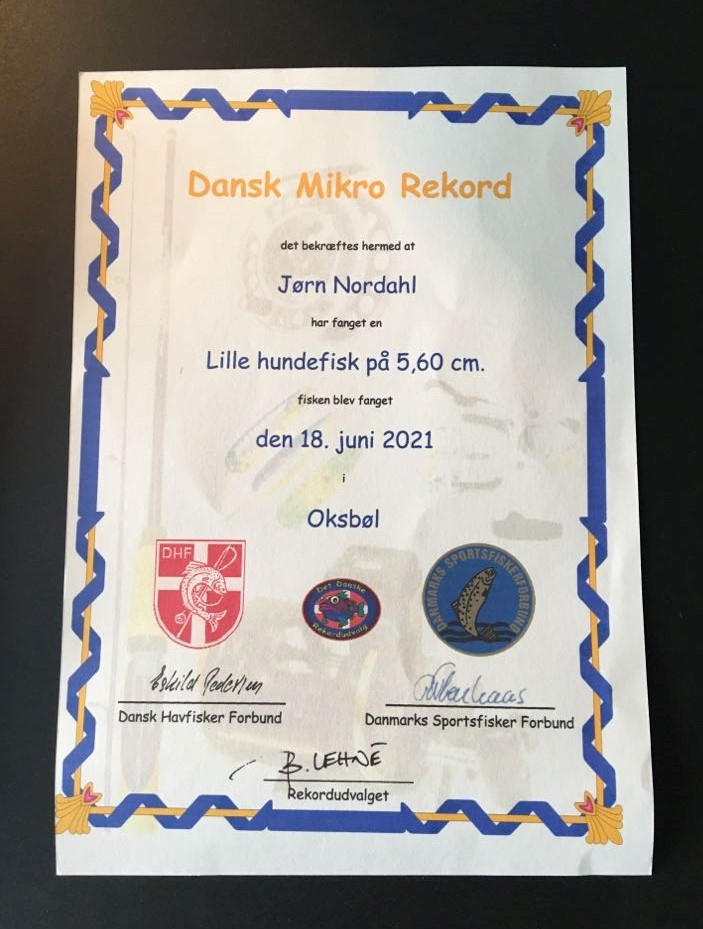 Dansk Mikro Rekord
det bekræftes hermed at
Jørn Nordahl
har fanget en
Lille hundefisk på 5,60 cm.
fisken blev fanget
den 18. juni 2021
i
Oksbøl
DHF
Det Danske
Rekordudvalg
DANMARKS SPORTSFISKERFORBUND
Eskild Pedersen
Dansk Havfisker Forbund
Danmarks Sportsfisker Forbund
B. LEHNÉ
Rekordudvalget